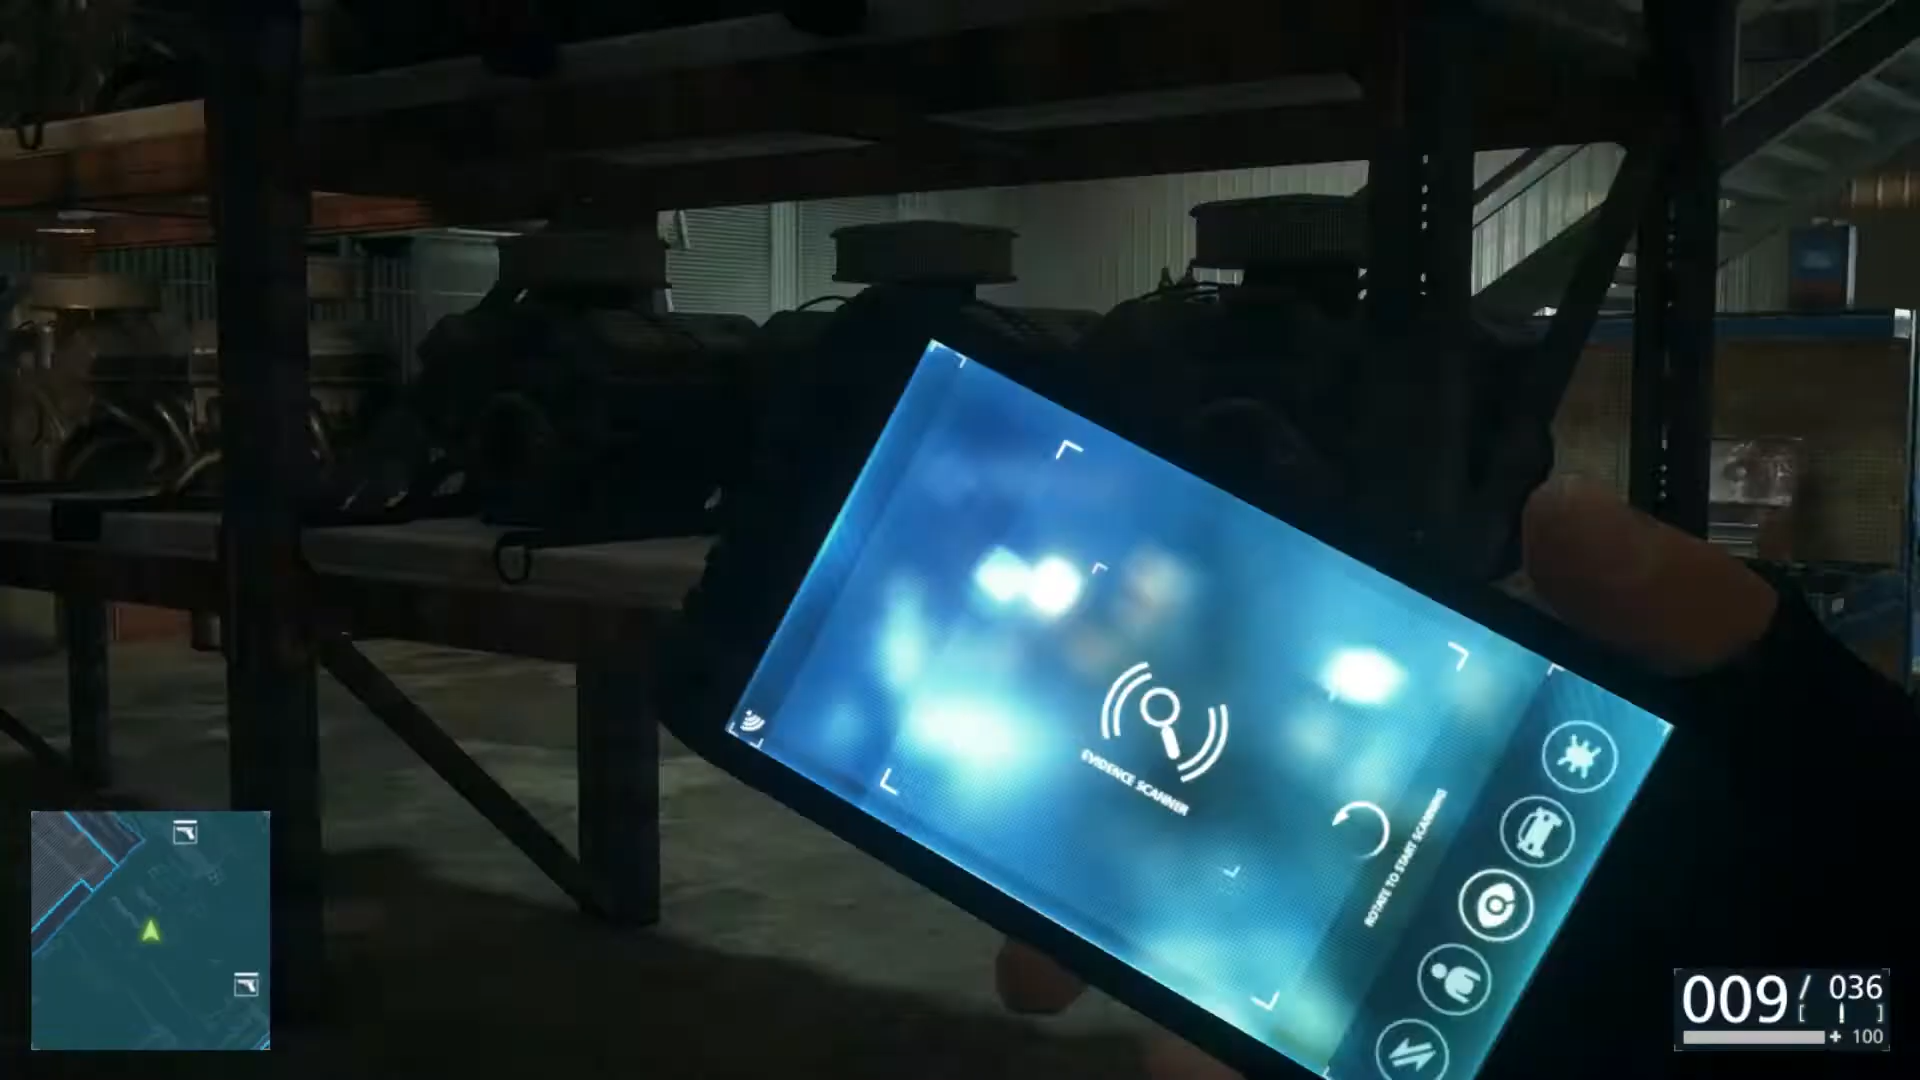 EVIDENCE SCANNER
ROTATE TO START SCANNING
009 / 036
[ ! ]
+ 100